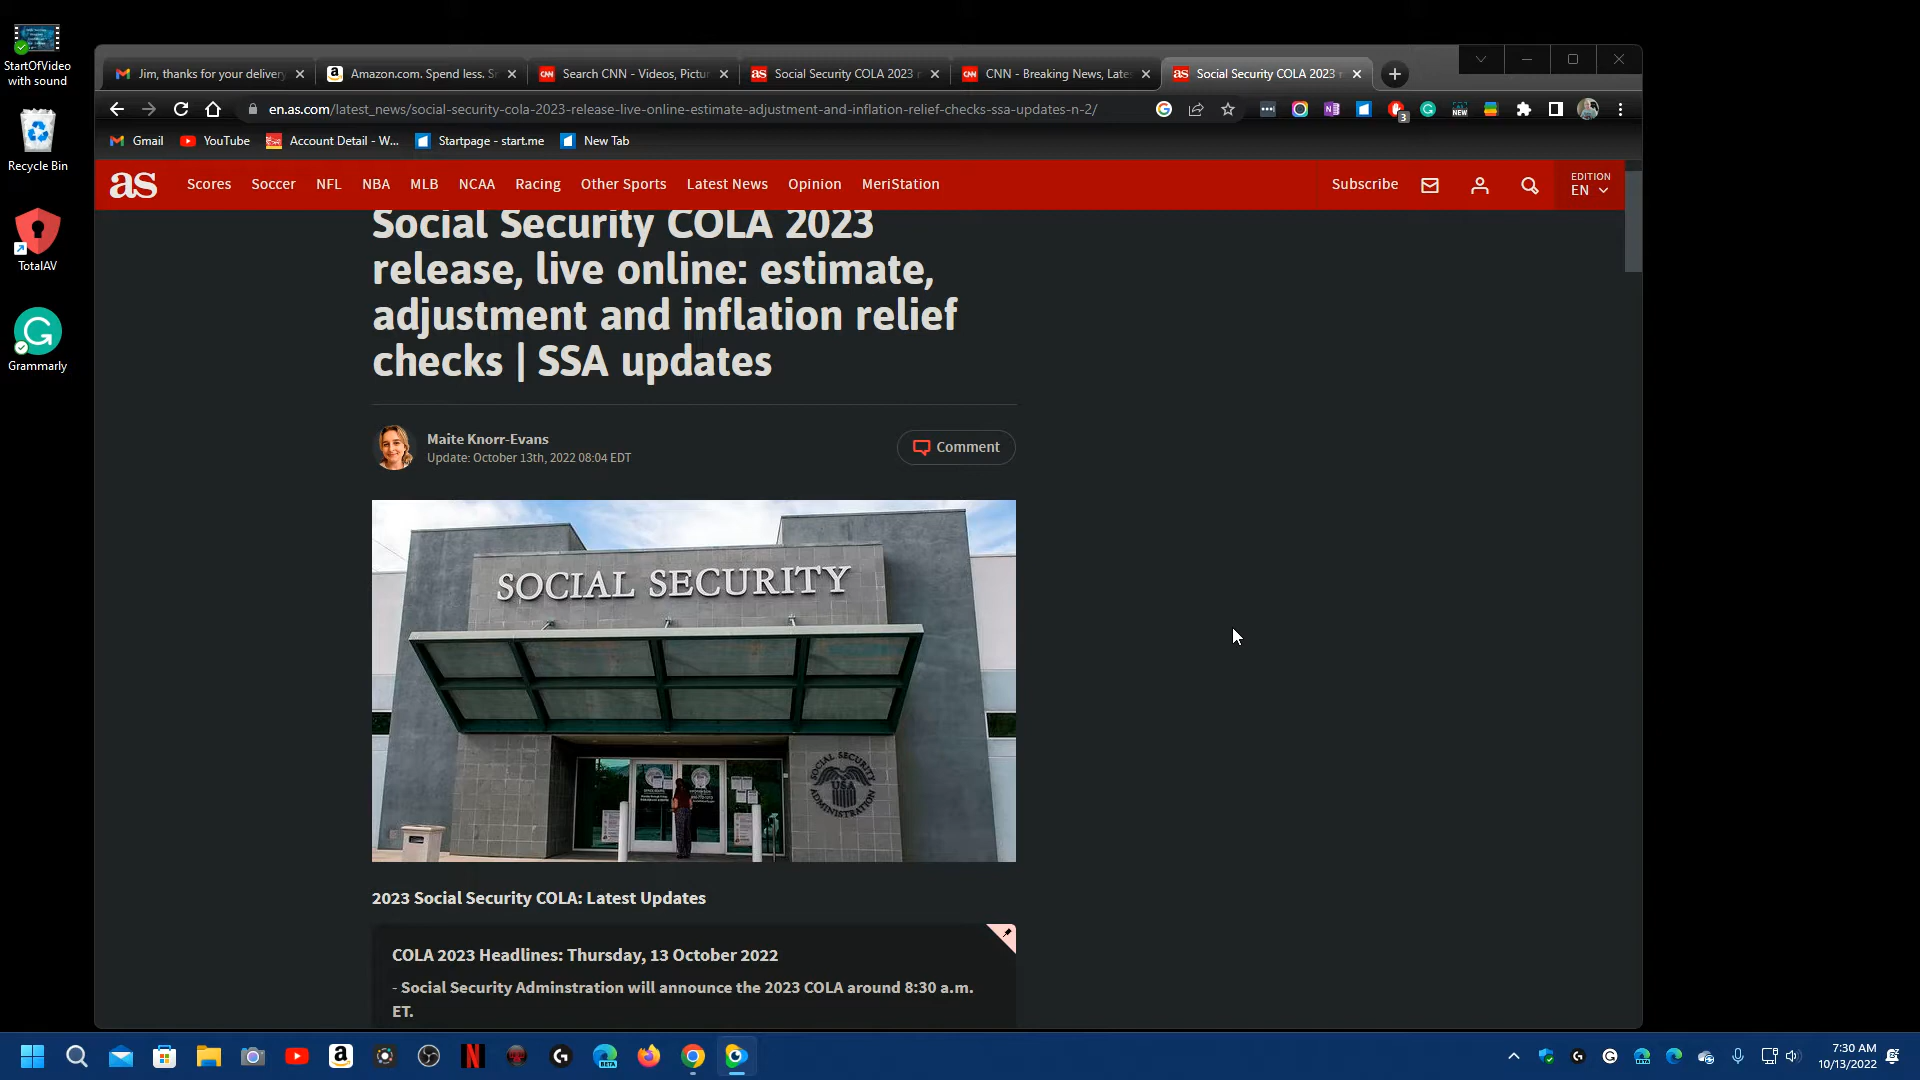 StartOfVideo
with sound
Recycle Bin
TotalAV
Grammarly
Jim, thanks for your delivery
Amazon.com. Spend less. S
Search CNN - Videos, Pictur
Social Security COLA 2023 r
CNN - Breaking News, Late
Social Security COLA 2023 r
en.as.com/latest_news/social-security-cola-2023-release-live-online-estimate-adjustment-and-inflation-relief-checks-ssa-updates-n-2/
3
NEW
Gmail
YouTube
Account Detail - W...
Startpage - start.me
New Tab
as
Scores
Soccer
NFL
NBA
MLB
NCAA
Racing
Other Sports
Latest News
Opinion
MeriStation
Subscribe
EDITION
EN
Social Security COLA 2023
release, live online: estimate,
adjustment and inflation relief
checks | SSA updates
Maite Knorr-Evans
Update: October 13th, 2022 08:04 EDT
Comment
SOCIAL SECURITY
SOCIAL SECURITY
USA
ADMINISTRATION
2023 Social Security COLA: Latest Updates
COLA 2023 Headlines: Thursday, 13 October 2022
- Social Security Adminstration will announce the 2023 COLA around 8:30 a.m.
ET.
7:30 AM
10/13/2022